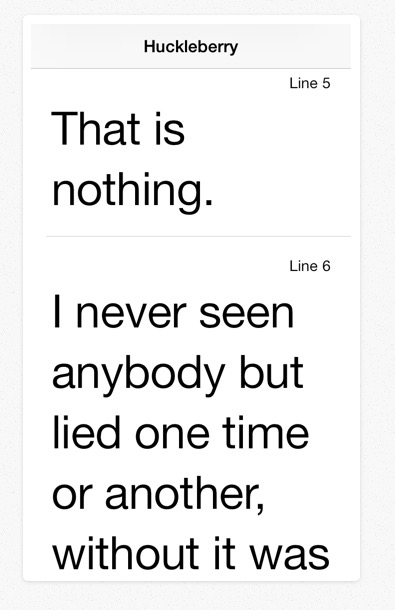 Huckleberry
Line 5
That is
nothing.
Line 6
I never seen
anybody but
lied one time
or another,
without it was